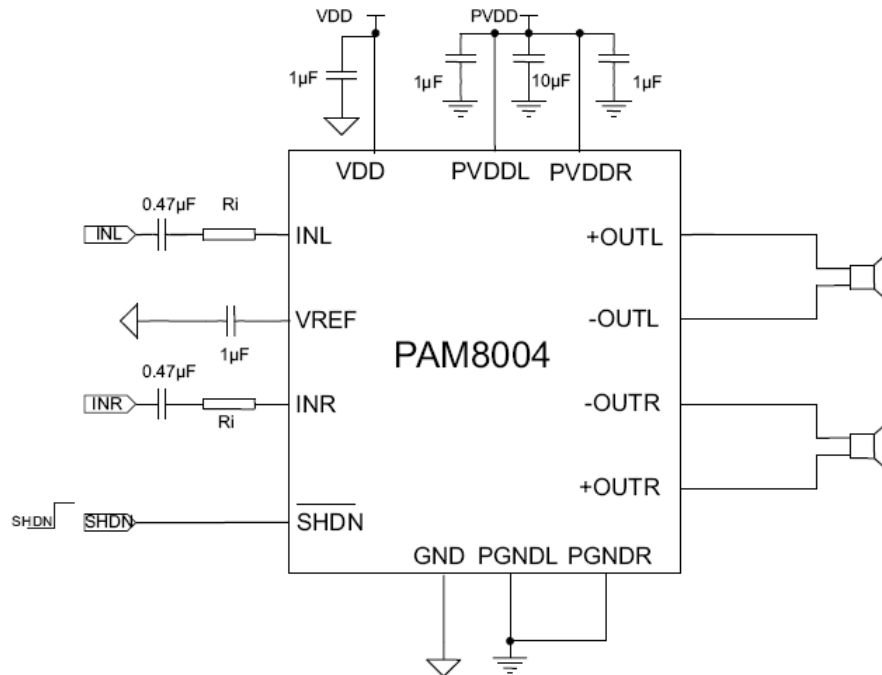 VDD
PVDD
1µF
1µF
10µF
1µF
VDD
PVDDL
PVDDR
0.47µF
Ri
INL
INL
+OUTL
VREF
-OUTL
1µF
PAM8004
0.47µF
INR
INR
-OUTR
Ri
+OUTR
SHDN
SHDN
SHDN
GND
PGNDL
PGNDR